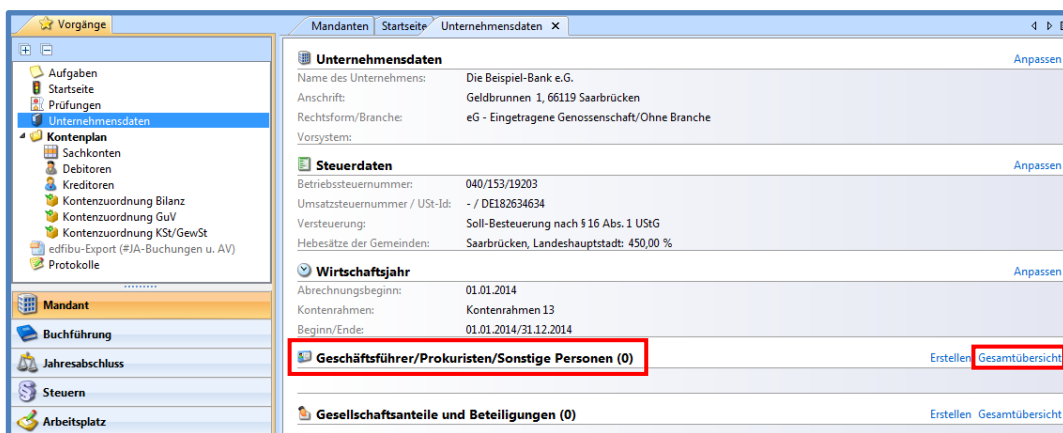 Vorgänge
Mandanten Startseite Unternehmensdaten
Aufgaben
Startseite
Prüfungen
Unternehmensdaten
Kontenplan
Sachkonten
Debitoren
Kreditoren
Kontenzuordnung Bilanz
Kontenzuordnung GuV
Kontenzuordnung KSt/GewSt
edfibu-Export (#JA-Buchungen u. AV)
Protokolle
Mandant
Buchführung
Jahresabschluss
Steuern
Arbeitsplatz
Unternehmensdaten Anpassen
Name des Unternehmens: Die Beispiel-Bank e.G.
Anschrift: Geldbrunnen 1, 66119 Saarbrücken
Rechtsform/Branche: eG - Eingetragene Genossenschaft/Ohne Branche
Vorsystem:
Steuerdaten Anpassen
Betriebssteuernummer: 040/153/19203
Umsatzsteuernummer / USt-Id: - / DE182634634
Versteuerung: Soll-Besteuerung nach § 16 Abs. 1 UStG
Hebesätze der Gemeinden: Saarbrücken, Landeshauptstadt: 450,00 %
Wirtschaftsjahr Anpassen
Abrechnungsbeginn: 01.01.2014
Kontenrahmen: Kontenrahmen 13
Beginn/Ende: 01.01.2014/31.12.2014
Geschäftsführer/Prokuristen/Sonstige Personen (0) Erstellen Gesamtübersicht
Gesellschaftsanteile und Beteiligungen (0) Erstellen Gesamtübersicht